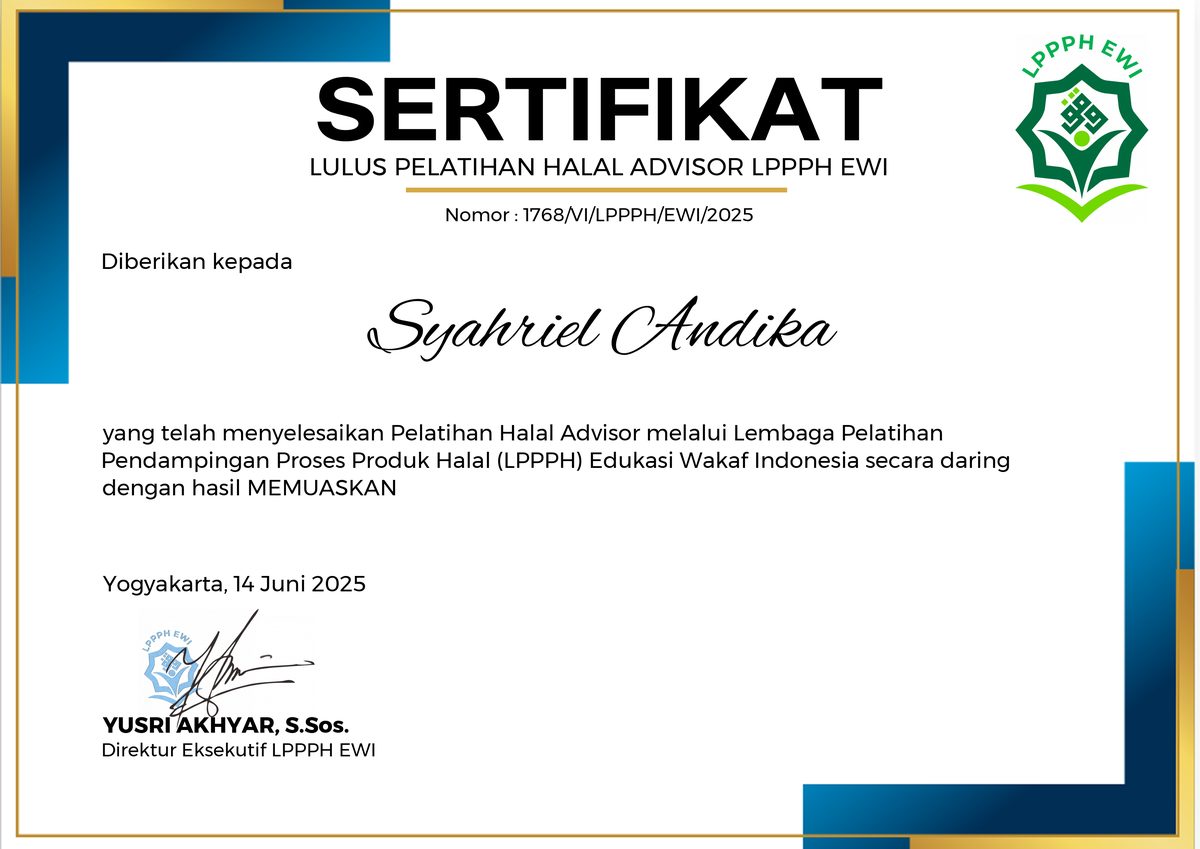 LPPPH EWI
SERTIFIKAT
LULUS PELATIHAN HALAL ADVISOR LPPPH EWI
Nomor : 1768/VI/LPPPH/EWI/2025
Diberikan kepada
Syahriel Andika
yang telah menyelesaikan Pelatihan Halal Advisor melalui Lembaga Pelatihan
Pendampingan Proses Produk Halal (LPPPH) Edukasi Wakaf Indonesia secara daring
dengan hasil MEMUASKAN
Yogyakarta, 14 Juni 2025
LPPPH EWI
YUSRI AKHYAR, S.Sos.
Direktur Eksekutif LPPPH EWI